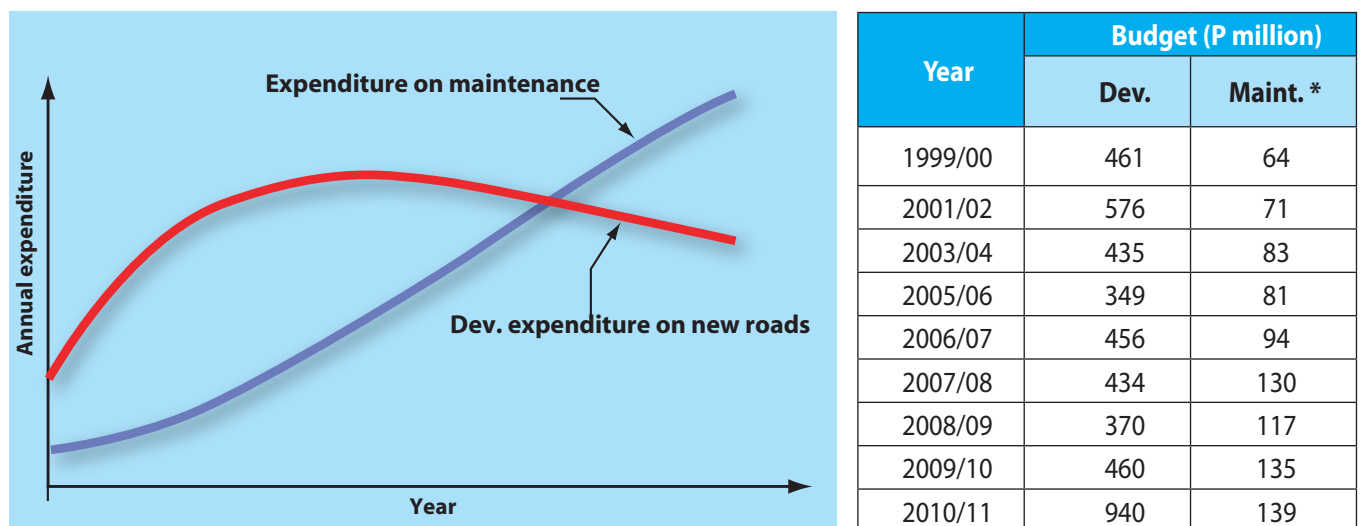 Expenditure on maintenance
Annual expenditure
Dev. expenditure on new roads
Year
Year Budget (P million)
Dev. Maint. *
1999/00 461 64
2001/02 576 71
2003/04 435 83
2005/06 349 81
2006/07 456 94
2007/08 434 130
2008/09 370 117
2009/10 460 135
2010/11 940 139